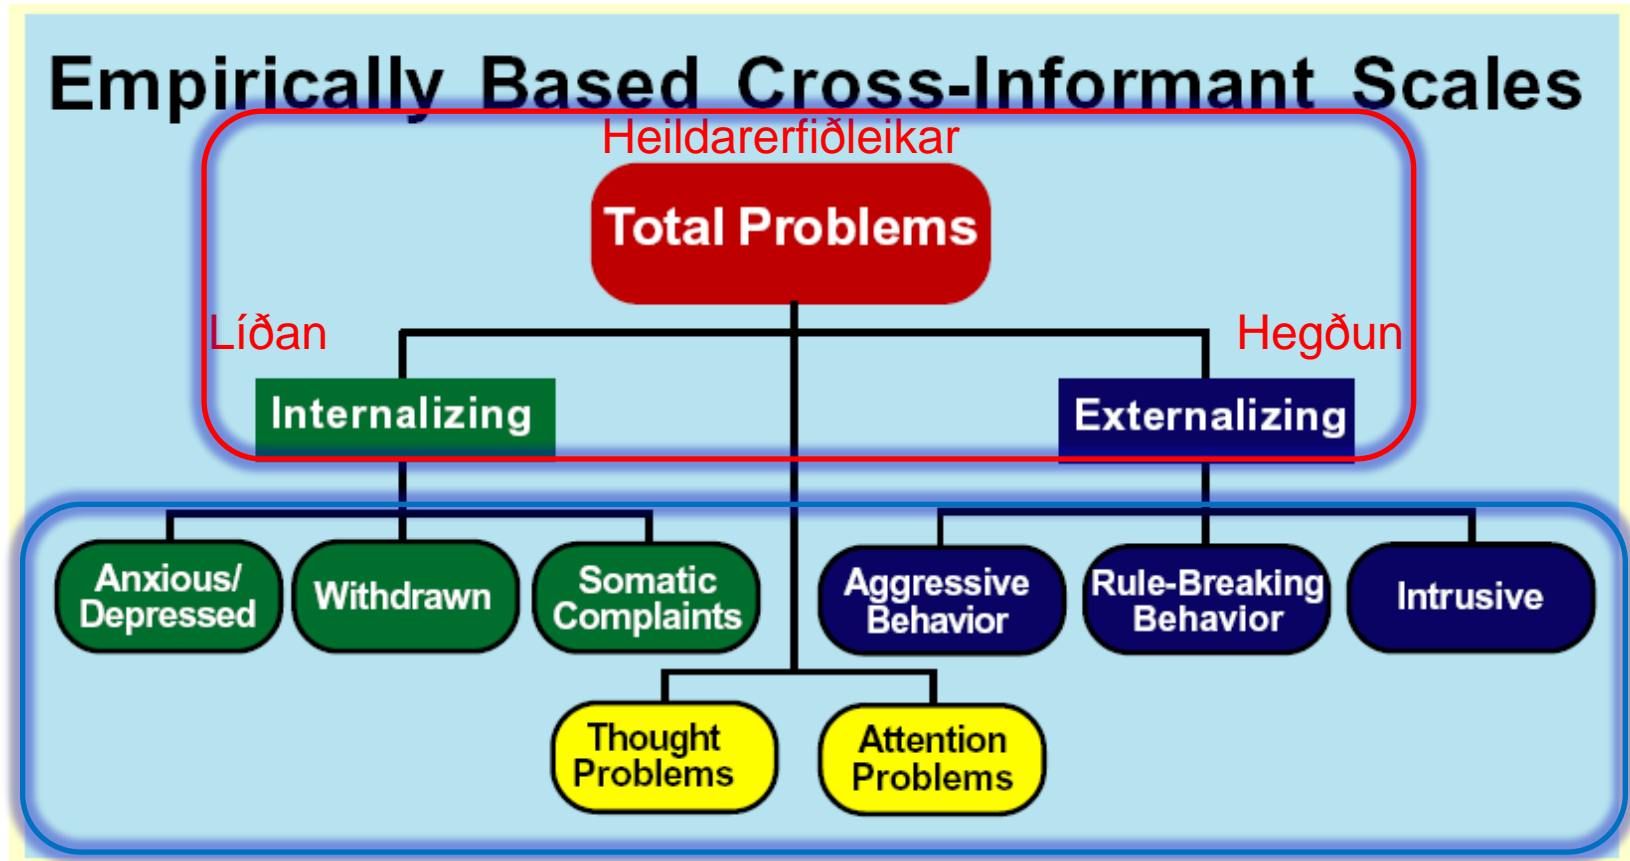 Empirically Based Cross-Informant Scales
Heildarerfiðleikar
Total Problems
Líðan
Hegðun
Internalizing
Externalizing
Anxious/
Depressed
Withdrawn
Somatic
Complaints
Aggressive
Behavior
Rule-Breaking
Behavior
Intrusive
Thought
Problems
Attention
Problems